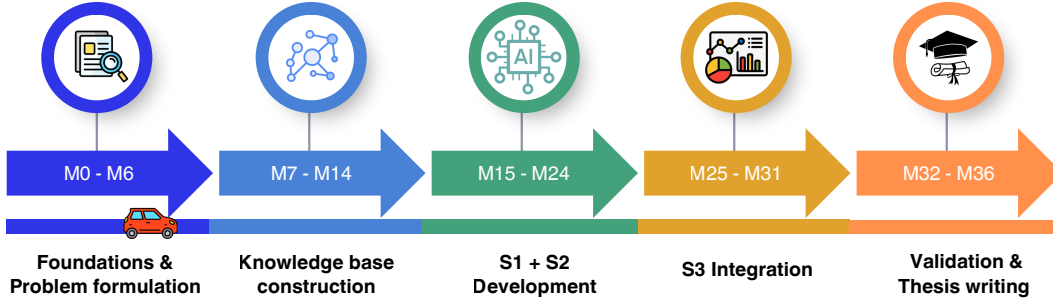 AI
M0 - M6
M7 - M14
M15 - M24
M25 - M31
M32 - M36
Foundations &
Problem formulation
Knowledge base
construction
S1 + S2
Development
S3 Integration
Validation &
Thesis writing